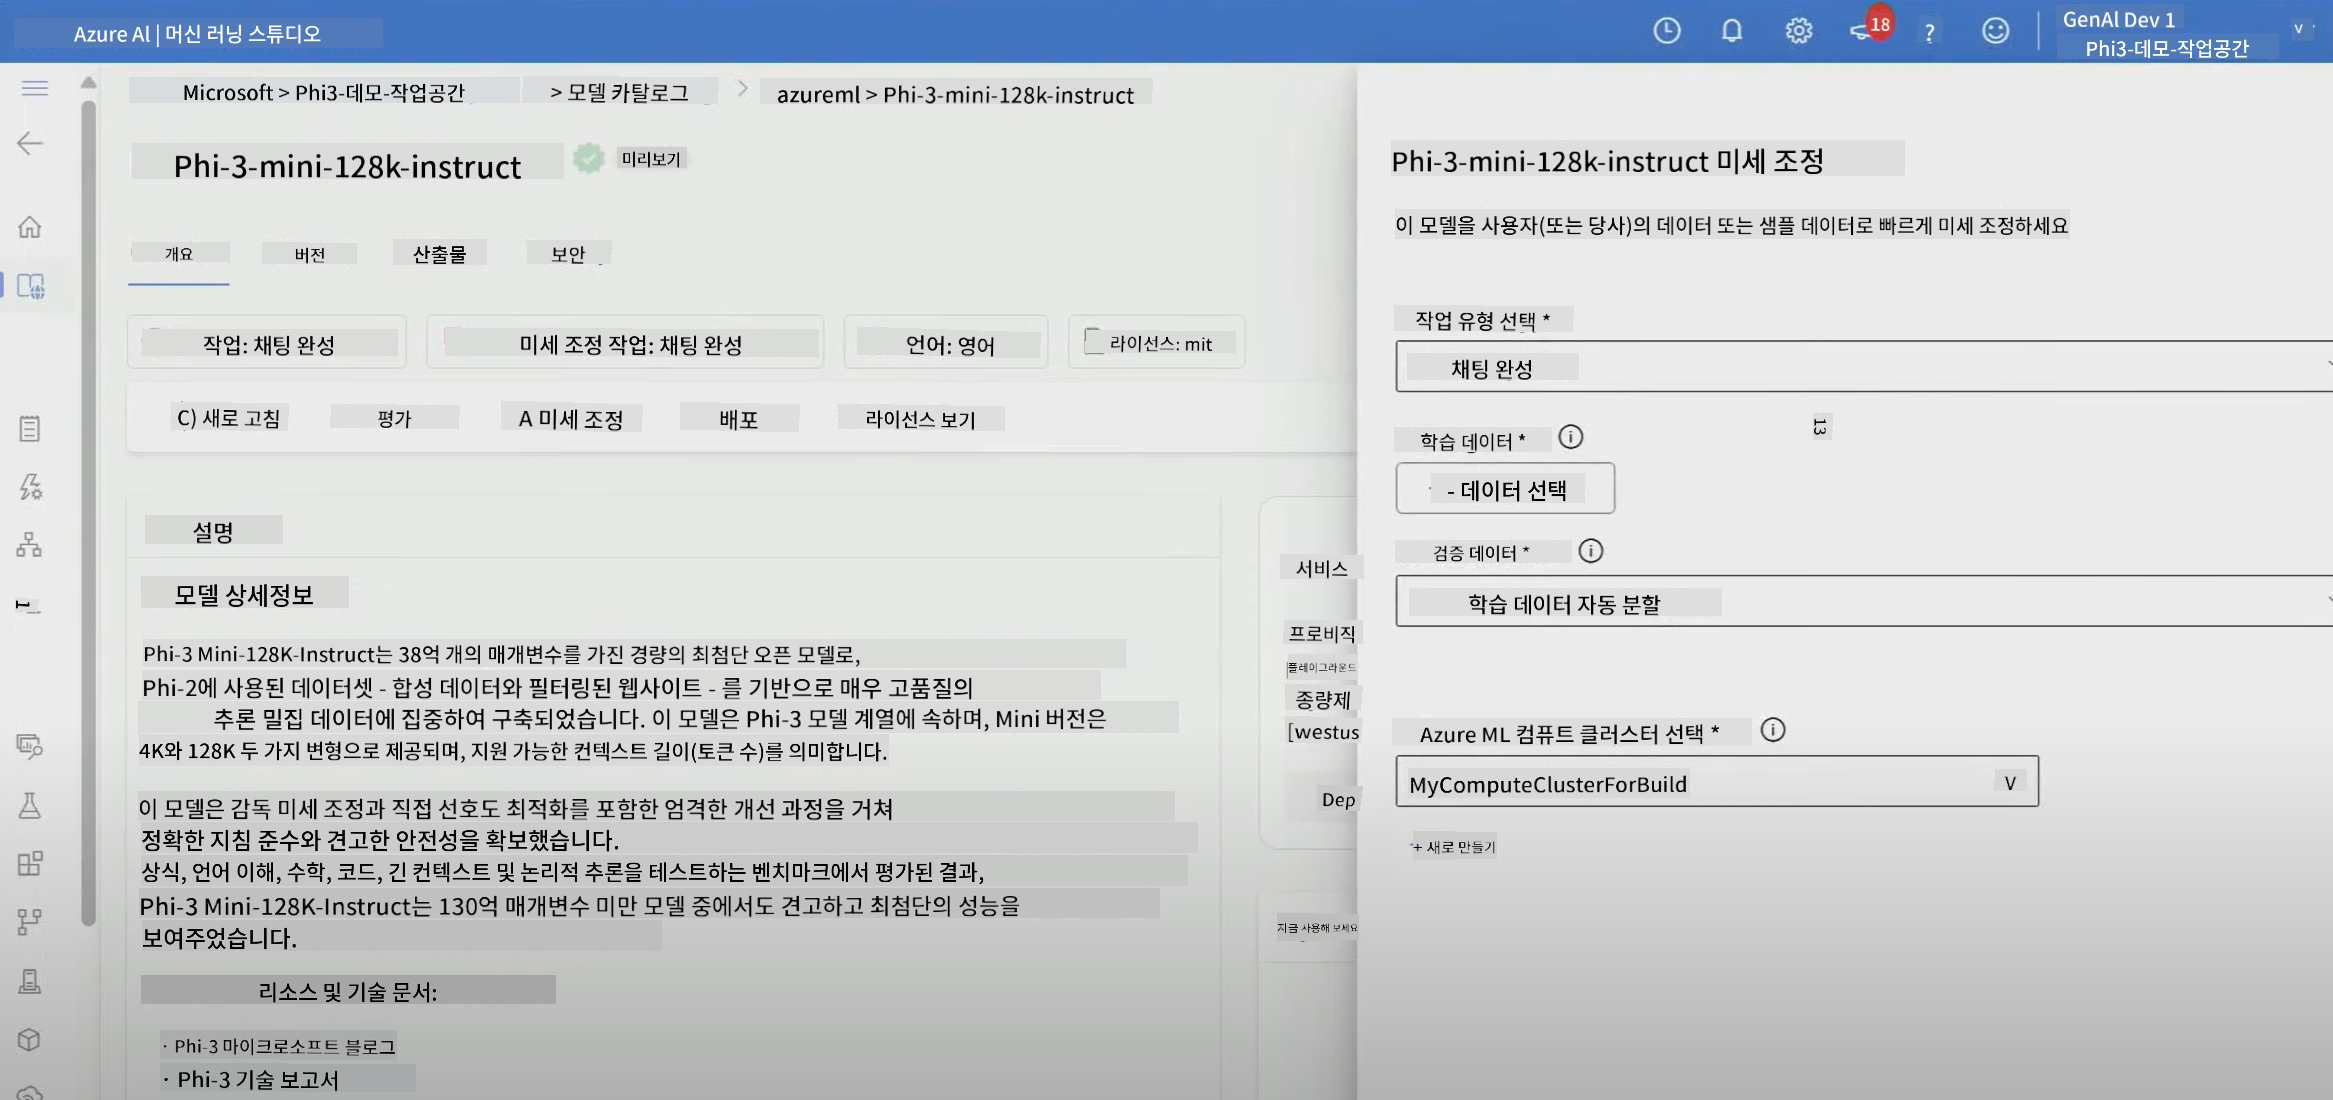 Azure AI | 머신 러닝 스튜디오
18
?
GenAI Dev 1
Phi3-데모-작업공간
Microsoft > Phi3-데모-작업공간 > 모델 카탈로그 > azureml > Phi-3-mini-128k-instruct
Phi-3-mini-128k-instruct 미리보기
개요 버전 산출물 보안
작업: 채팅 완성 미세 조정 작업: 채팅 완성 언어: 영어 라이선스: mit
C) 새로 고침 평가 A 미세 조정 배포 라이선스 보기
설명
모델 상세정보
Phi-3 Mini-128K-Instruct는 38억 개의 매개변수를 가진 경량의 최첨단 오픈 모델로,
Phi-2에 사용된 데이터셋 - 합성 데이터와 필터링된 웹사이트 - 를 기반으로 매우 고품질의
추론 밀집 데이터에 집중하여 구축되었습니다. 이 모델은 Phi-3 모델 계열에 속하며, Mini 버전은
4K와 128K 두 가지 변형으로 제공되며, 지원 가능한 컨텍스트 길이(토큰 수)를 의미합니다.
이 모델은 감독 미세 조정과 직접 선호도 최적화를 포함한 엄격한 개선 과정을 거쳐
정확한 지침 준수와 견고한 안전성을 확보했습니다.
상식, 언어 이해, 수학, 코드, 긴 컨텍스트 및 논리적 추론을 테스트하는 벤치마크에서 평가된 결과,
Phi-3 Mini-128K-Instruct는 130억 매개변수 미만 모델 중에서도 견고하고 최첨단의 성능을
보여주었습니다.
리소스 및 기술 문서:
· Phi-3 마이크로소프트 블로그
· Phi-3 기술 보고서
서비스
프로비직
플레이그라운드
종량제
[westus
Dep
지금 사용해 보세요
Phi-3-mini-128k-instruct 미세 조정
이 모델을 사용자(또는 당사)의 데이터 또는 샘플 데이터로 빠르게 미세 조정하세요
작업 유형 선택 *
채팅 완성
13
학습 데이터 *
- 데이터 선택
검증 데이터 *
학습 데이터 자동 분할
Azure ML 컴퓨트 클러스터 선택 *
MyComputeClusterForBuild V
+ 새로 만들기